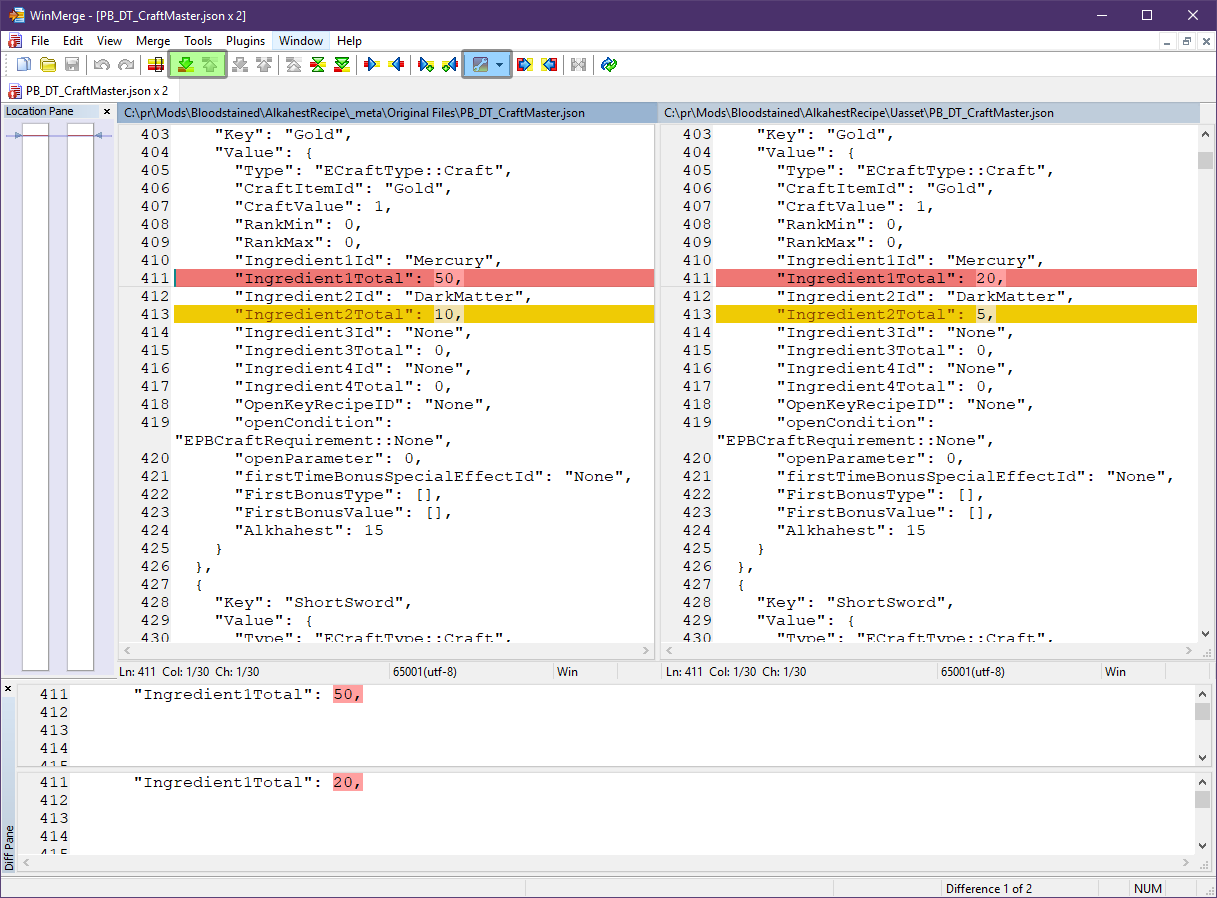 WinMerge - [PB_DT_CraftMaster.json x 2]
File Edit View Merge Tools Plugins Window Help
PB_DT_CraftMaster.json x 2
Location Pane
C:\pr\Mods\Bloodstained\AlkahestRecipe\_meta\Original Files\PB_DT_CraftMaster.json
403 "Key": "Gold",
404 "Value": {
405 "Type": "ECraftType::Craft",
406 "CraftItemId": "Gold",
407 "CraftValue": 1,
408 "RankMin": 0,
409 "RankMax": 0,
410 "Ingredient1Id": "Mercury",
411 "Ingredient1Total": 50,
412 "Ingredient2Id": "DarkMatter",
413 "Ingredient2Total": 10,
414 "Ingredient3Id": "None",
415 "Ingredient3Total": 0,
416 "Ingredient4Id": "None",
417 "Ingredient4Total": 0,
418 "OpenKeyRecipeID": "None",
419 "openCondition":
"EPBCraftRequirement::None",
420 "openParameter": 0,
421 "firstTimeBonusSpecialEffectId": "None",
422 "FirstBonusType": [],
423 "FirstBonusValue": [],
424 "Alkhahest": 15
425 }
426 },
427 {
428 "Key": "ShortSword",
429 "Value": {
430 "Type": "ECraftType::Craft",
Ln: 411 Col: 1/30 Ch: 1/30
65001(utf-8)
Win
C:\pr\Mods\Bloodstained\AlkahestRecipe\Uasset\PB_DT_CraftMaster.json
403 "Key": "Gold",
404 "Value": {
405 "Type": "ECraftType::Craft",
406 "CraftItemId": "Gold",
407 "CraftValue": 1,
408 "RankMin": 0,
409 "RankMax": 0,
410 "Ingredient1Id": "Mercury",
411 "Ingredient1Total": 20,
412 "Ingredient2Id": "DarkMatter",
413 "Ingredient2Total": 5,
414 "Ingredient3Id": "None",
415 "Ingredient3Total": 0,
416 "Ingredient4Id": "None",
417 "Ingredient4Total": 0,
418 "OpenKeyRecipeID": "None",
419 "openCondition":
"EPBCraftRequirement::None",
420 "openParameter": 0,
421 "firstTimeBonusSpecialEffectId": "None",
422 "FirstBonusType": [],
423 "FirstBonusValue": [],
424 "Alkhahest": 15
425 }
426 },
427 {
428 "Key": "ShortSword",
429 "Value": {
430 "Type": "ECraftType::Craft",
Ln: 411 Col: 1/30 Ch: 1/30
65001(utf-8)
Win
Diff Pane
411 "Ingredient1Total": 50,
412
413
414
415
411 "Ingredient1Total": 20,
412
413
414
415
Difference 1 of 2
NUM